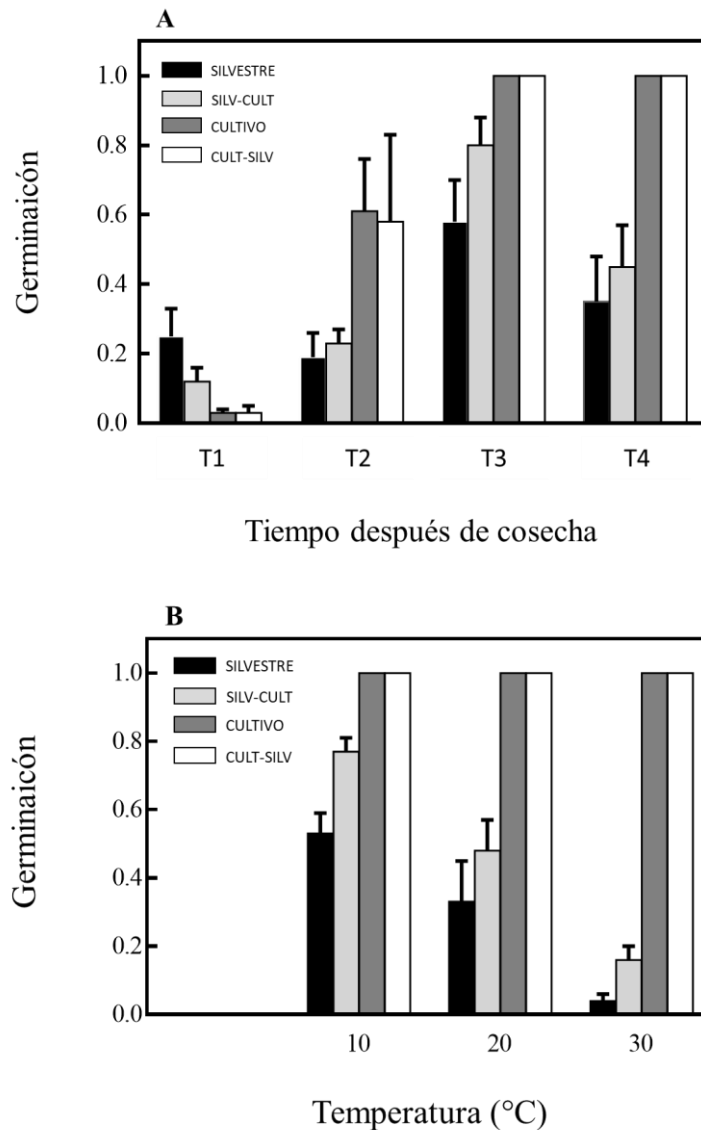 A
1.0
0.8
0.6
0.4
0.2
0.0
Germinaicón
SILVESTRE
SILV-CULT
CULTIVO
CULT-SILV
T1 T2 T3 T4
Tiempo después de cosecha
B
1.0
0.8
0.6
0.4
0.2
0.0
Germinaicón
SILVESTRE
SILV-CULT
CULTIVO
CULT-SILV
10 20 30
Temperatura (°C)